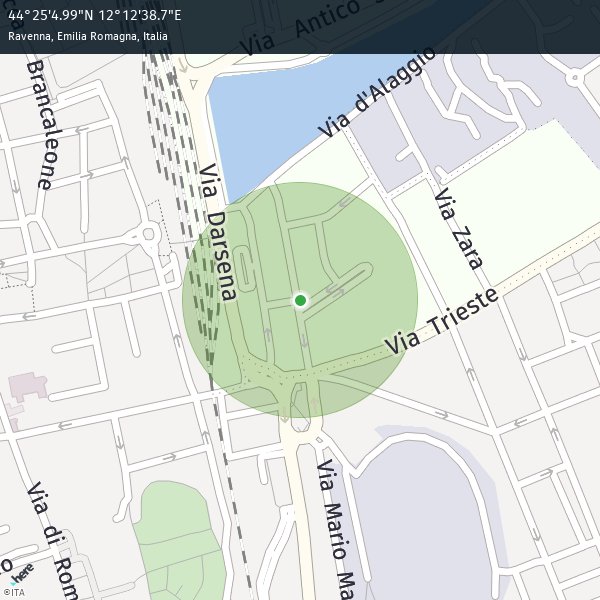 44°25'4.99"N 12°12'38.7"E
Ravenna, Emilia Romagna, Italia
Via Antico S
Via d'Alaggio
Brancaleone
Via Darsena
Via Zara
Via Trieste
Via Mario Ma
Via di Rom
here
©ITA